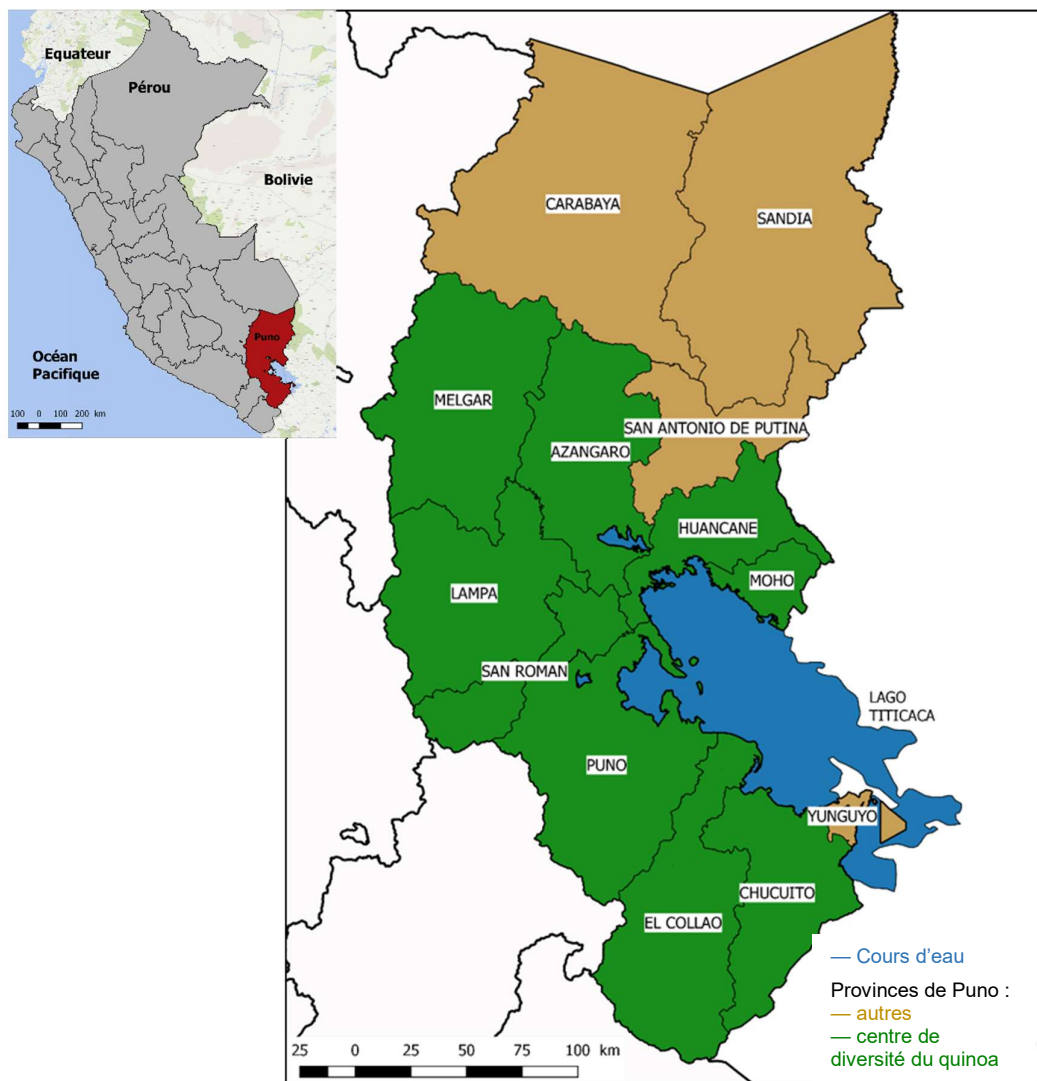 Equateur
Pérou
Bolivie
Puno
Océan
Pacifique
100 0 100 200 km
CARABAYA
SANDIA
MELGAR
SAN ANTONIO DE PUTINA
AZANGARO
HUANCANE
MOHO
LAMPA
SAN ROMAN
LAGO
TITICACA
PUNO
YUNGUYO
CHUCUITO
EL COLLAO
— Cours d'eau
Provinces de Puno :
— autres
— centre de
diversité du quinoa
25 0 25 50 75 100 km